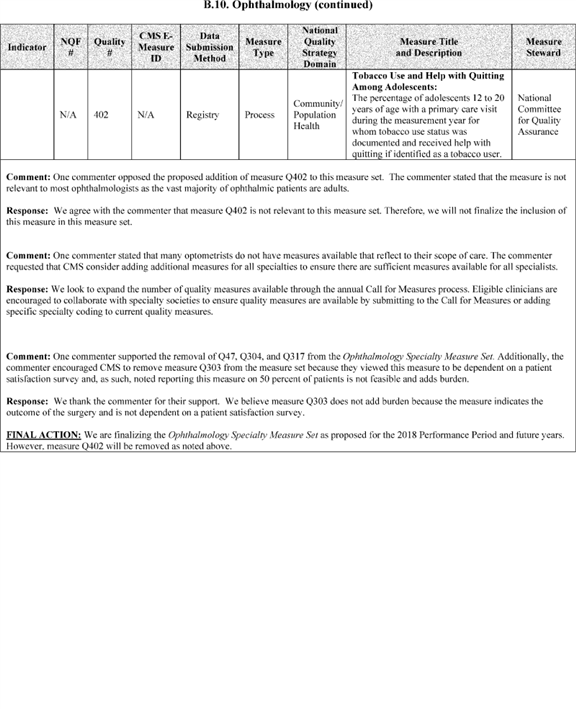 B.10. Ophthalmology (continued)
Indicator
NQF
#
Quality
#
CMS E-
Measure
ID
Data
Submission
Method
Measure
Type
National
Quality
Strategy
Domain
Measure Title
and Description
Measure
Steward
N/A
402
N/A
Registry
Process
Community/
Population
Health
Tobacco Use and Help with Quitting
Among Adolescents:
The percentage of adolescents 12 to 20
years of age with a primary care visit
during the measurement year for
whom tobacco use status was
documented and received help with
quitting if identified as a tobacco user.
National
Committee
for Quality
Assurance
Comment: One commenter opposed the proposed addition of measure Q402 to this measure set. The commenter stated that the measure is not
relevant to most ophthalmologists as the vast majority of ophthalmic patients are adults.
Response: We agree with the commenter that measure Q402 is not relevant to this measure set. Therefore, we will not finalize the inclusion of
this measure in this measure set.
Comment: One commenter stated that many optometrists do not have measures available that reflect to their scope of care. The commenter
requested that CMS consider adding additional measures for all specialties to ensure there are sufficient measures available for all specialists.
Response: We look to expand the number of quality measures available through the annual Call for Measures process. Eligible clinicians are
encouraged to collaborate with specialty societies to ensure quality measures are available by submitting to the Call for Measures or adding
specific specialty coding to current quality measures.
Comment: One commenter supported the removal of Q47, Q304, and Q317 from the Ophthalmology Specialty Measure Set. Additionally, the
commenter encouraged CMS to remove measure Q303 from the measure set because they viewed this measure to be dependent on a patient
satisfaction survey and, as such, noted reporting this measure on 50 percent of patients is not feasible and adds burden.
Response: We thank the commenter for their support. We believe measure Q303 does not add burden because the measure indicates the
outcome of the surgery and is not dependent on a patient satisfaction survey.
FINAL ACTION: We are finalizing the Ophthalmology Specialty Measure Set as proposed for the 2018 Performance Period and future years.
However, measure Q402 will be removed as noted above.